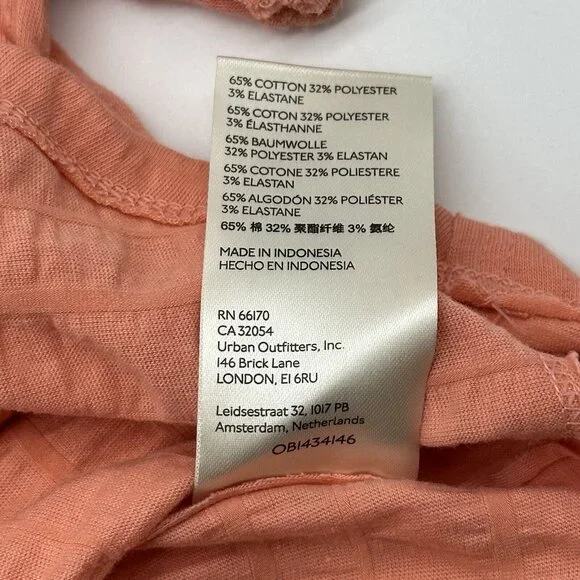 65% COTTON 32% POLYESTER
3% ELASTANE
65% COTON 32% POLYESTER
3% ÉLASTHANNE
65% BAUMWOLLE
32% POLYESTER 3% ELASTAN
65% COTONE 32% POLIESTERE
3% ELASTAN
65% ALGODÓN 32% POLIÉSTER
3% ELASTANE
65% 棉 32% 聚酯纤维 3% 氨纶
MADE IN INDONESIA
HECHO EN INDONESIA
RN 66170
CA 32054
Urban Outfitters, Inc.
146 Brick Lane
LONDON, E1 6RU
Leidsestraat 32, 1017 PB
Amsterdam, Netherlands
OB1434146